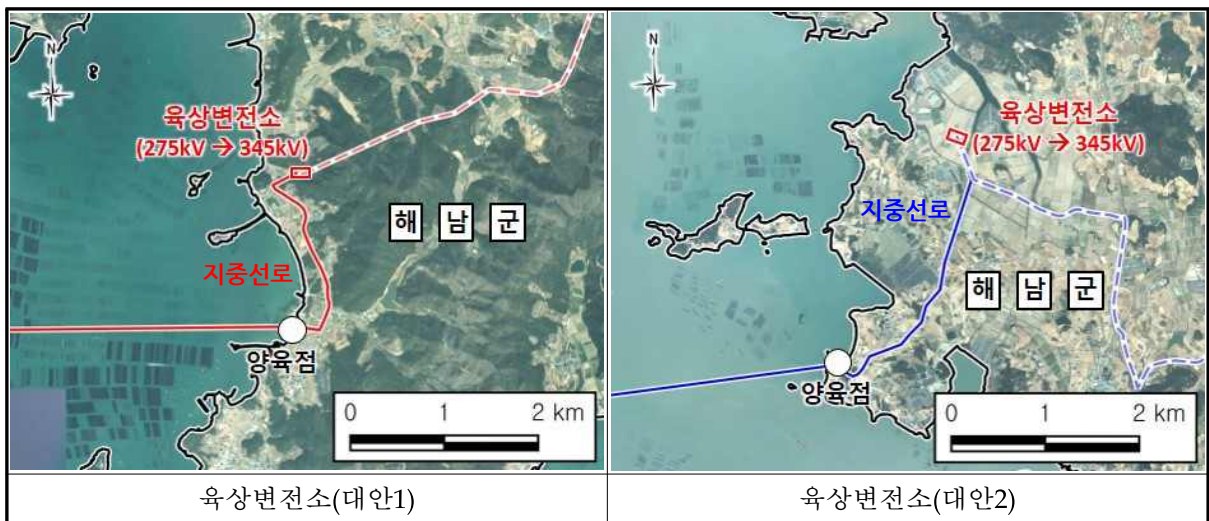 N
육상변전소
(275kV → 345kV)
해 남 군
지중선로
양육점
0 1 2 km
육상변전소(대안1)
N
육상변전소
(275kV → 345kV)
지중선로
해 남 군
양육점
0 1 2 km
육상변전소(대안2)